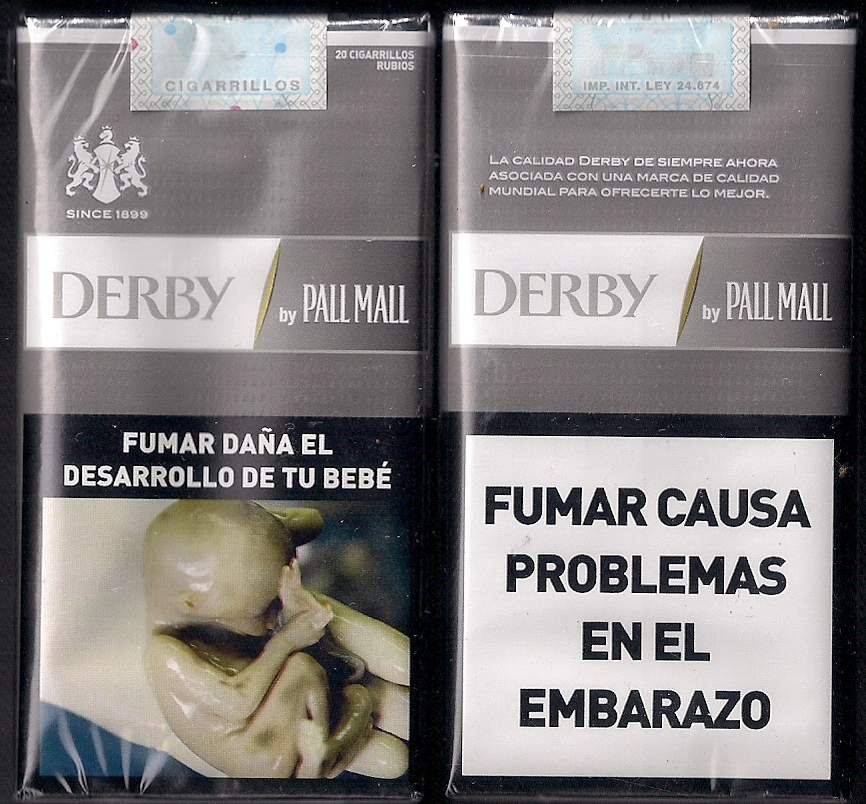 CIGARRILLOS
20 CIGARRILLOS
RUBIOS
SINCE 1899
DERBY by PALL MALL
FUMAR DAÑA EL
DESARROLLO DE TU BEBÉ
IMP. INT. LEY 24.674
LA CALIDAD DERBY DE SIEMPRE AHORA
ASOCIADA CON UNA MARCA DE CALIDAD
MUNDIAL PARA OFRECERTE LO MEJOR.
DERBY by PALL MALL
FUMAR CAUSA
PROBLEMAS
EN EL
EMBARAZO